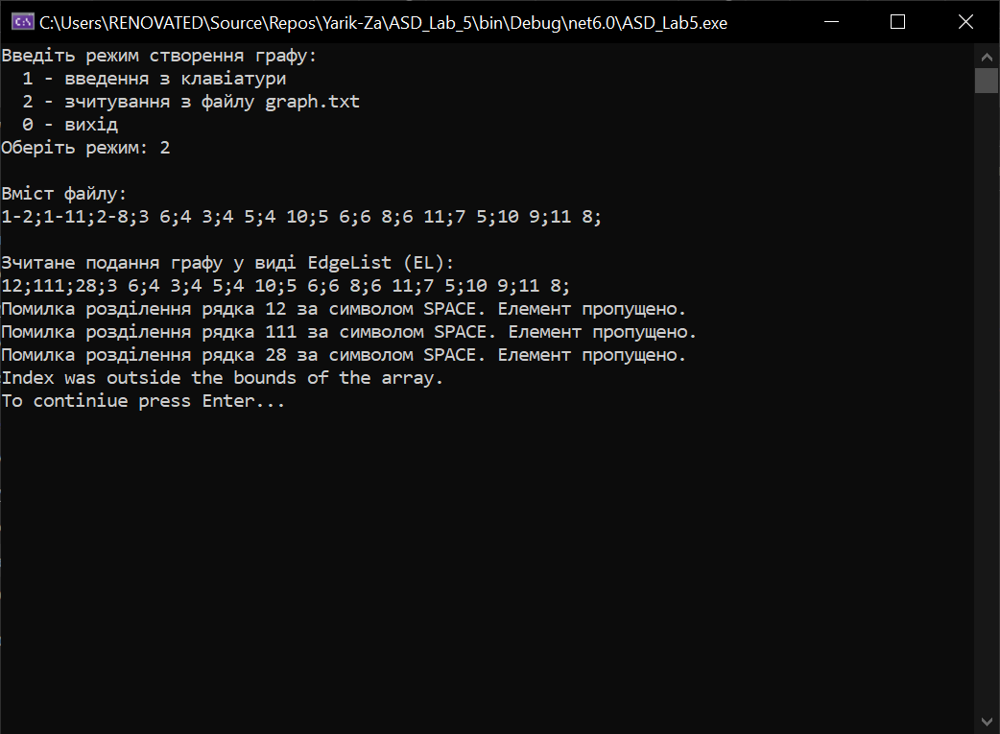 C:\Users\RENOVATED\Source\Repos\Yarik-Za\ASD_Lab_5\bin\Debug\net6.0\ASD_Lab5.exe
Введіть режим створення графу:
  1 - введення з клавіатури
  2 - зчитування з файлу graph.txt
  0 - вихід
Оберіть режим: 2

Вміст файлу:
1-2;1-11;2-8;3 6;4 3;4 5;4 10;5 6;6 8;6 11;7 5;10 9;11 8;

Зчитане подання графу у виді EdgeList (EL):
12;111;28;3 6;4 3;4 5;4 10;5 6;6 8;6 11;7 5;10 9;11 8;
Помилка розділення рядка 12 за символом SPACE. Елемент пропущено.
Помилка розділення рядка 111 за символом SPACE. Елемент пропущено.
Помилка розділення рядка 28 за символом SPACE. Елемент пропущено.
Index was outside the bounds of the array.
To continiue press Enter...